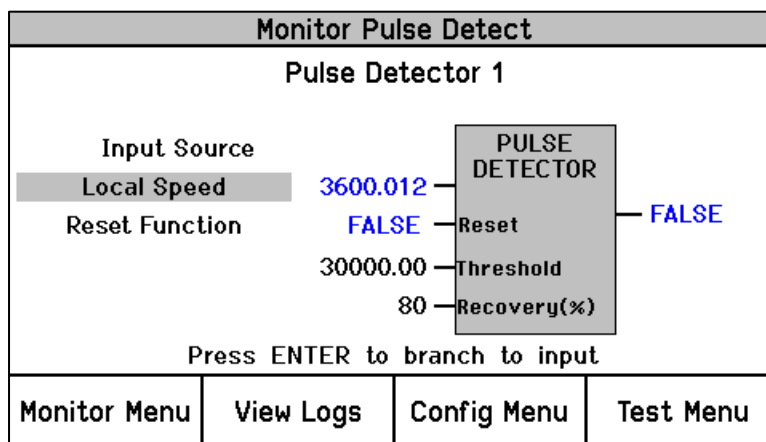 Monitor Pulse Detect
Pulse Detector 1
Input Source
PULSE
DETECTOR
Local Speed 3600.012
Reset Function FALSE Reset FALSE
30000.00 Threshold
80 Recovery(%)
Press ENTER to branch to input
Monitor Menu View Logs Config Menu Test Menu